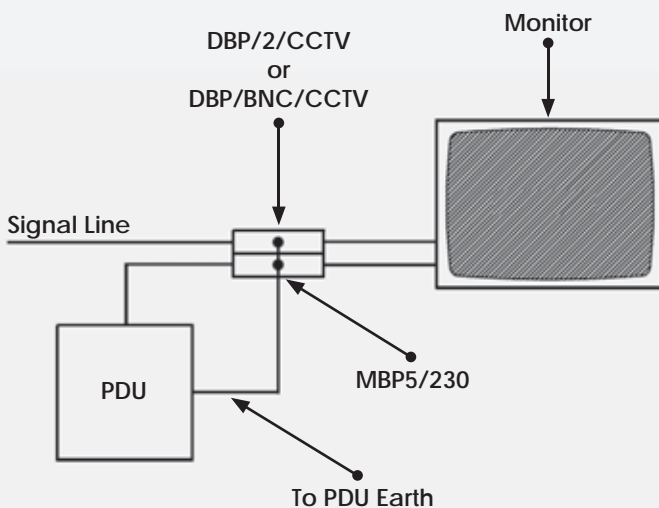 DBP/2/CCTV
or
DBP/BNC/CCTV
Monitor
Signal Line
PDU
MBP5/230
To PDU Earth